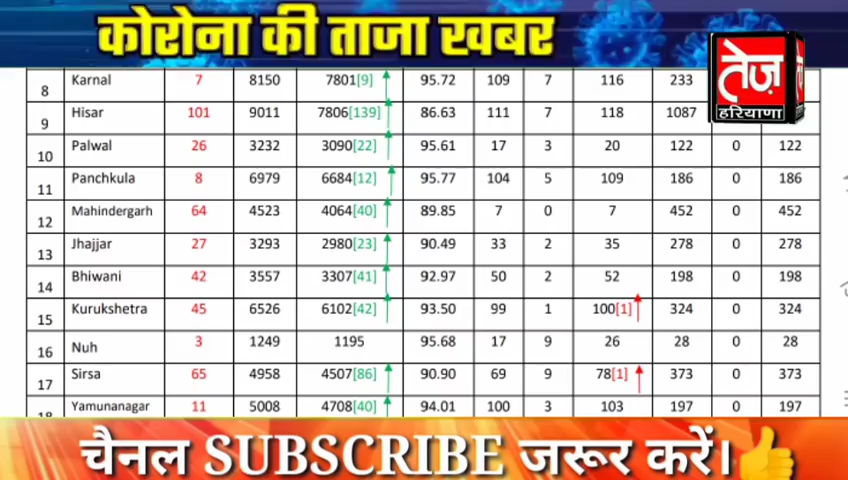 कोरोना की ताजा खबर
तेज़
हरियाणा
8 Karnal 7 8150 7801[9] 95.72 109 7 116 233
9 Hisar 101 9011 7806[139] 86.63 111 7 118 1087
10 Palwal 26 3232 3090[22] 95.61 17 3 20 122 0 122
11 Panchkula 8 6979 6684[12] 95.77 104 5 109 186 0 186
12 Mahindergarh 64 4523 4064[40] 89.85 7 0 7 452 0 452
13 Jhajjar 27 3293 2980[23] 90.49 33 2 35 278 0 278
14 Bhiwani 42 3557 3307[41] 92.97 50 2 52 198 0 198
15 Kurukshetra 45 6526 6102[42] 93.50 99 1 100[1] 324 0 324
16 Nuh 3 1249 1195 95.68 17 9 26 28 0 28
17 Sirsa 65 4958 4507[86] 90.90 69 9 78[1] 373 0 373
18 Yamunanagar 11 5008 4708[40] 94.01 100 3 103 197 0 197
चैनल SUBSCRIBE जरूर करें।